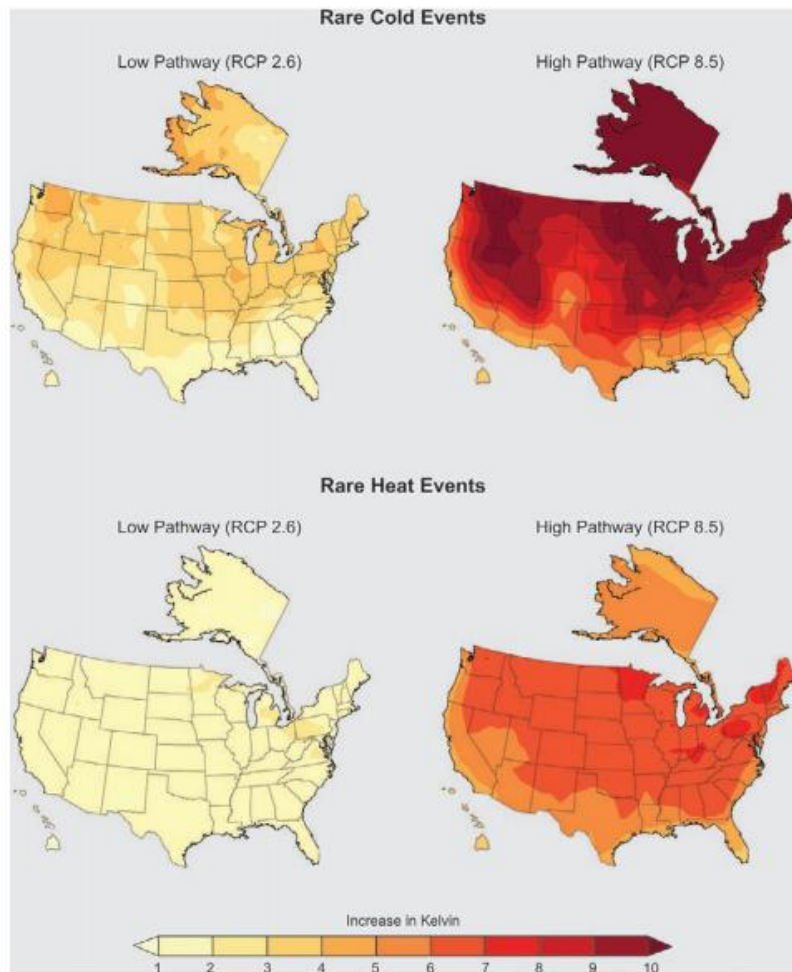 Rare Cold Events
Low Pathway (RCP 2.6) High Pathway (RCP 8.5)
Rare Heat Events
Low Pathway (RCP 2.6) High Pathway (RCP 8.5)
Increase in Kelvin
1 2 3 4 5 6 7 8 9 10